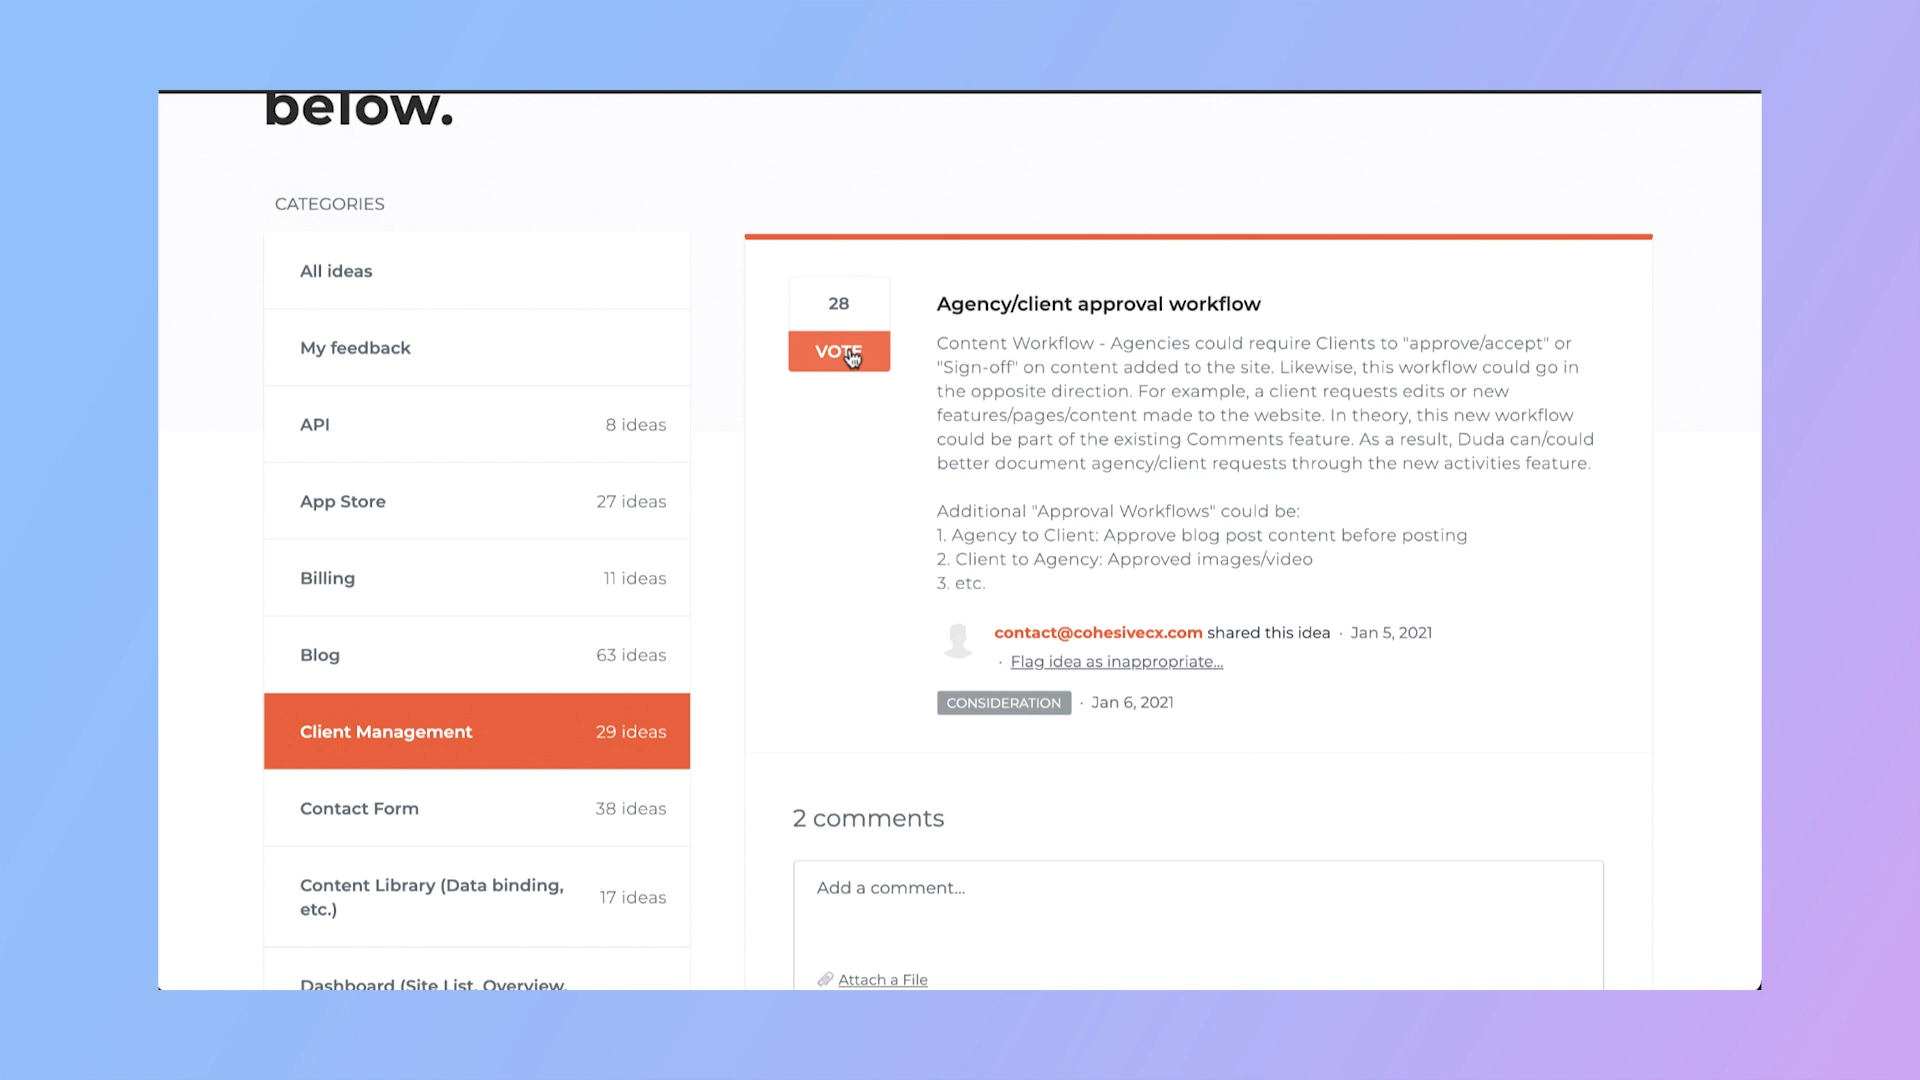 below.
CATEGORIES
All ideas
My feedback
API 8 ideas
App Store 27 ideas
Billing 11 ideas
Blog 63 ideas
Client Management 29 ideas
Contact Form 38 ideas
Content Library (Data binding,
etc.) 17 ideas
Dashboard (Site List, Overview,
28
VOTE
Agency/client approval workflow
Content Workflow - Agencies could require Clients to "approve/accept" or
"Sign-off" on content added to the site. Likewise, this workflow could go in
the opposite direction. For example, a client requests edits or new
features/pages/content made to the website. In theory, this new workflow
could be part of the existing Comments feature. As a result, Duda can/could
better document agency/client requests through the new activities feature.
Additional "Approval Workflows" could be:
1. Agency to Client: Approve blog post content before posting
2. Client to Agency: Approved images/video
3. etc.
contact@cohesivecx.com shared this idea · Jan 5, 2021
· Flag idea as inappropriate...
CONSIDERATION · Jan 6, 2021
2 comments
Add a comment...
Attach a File